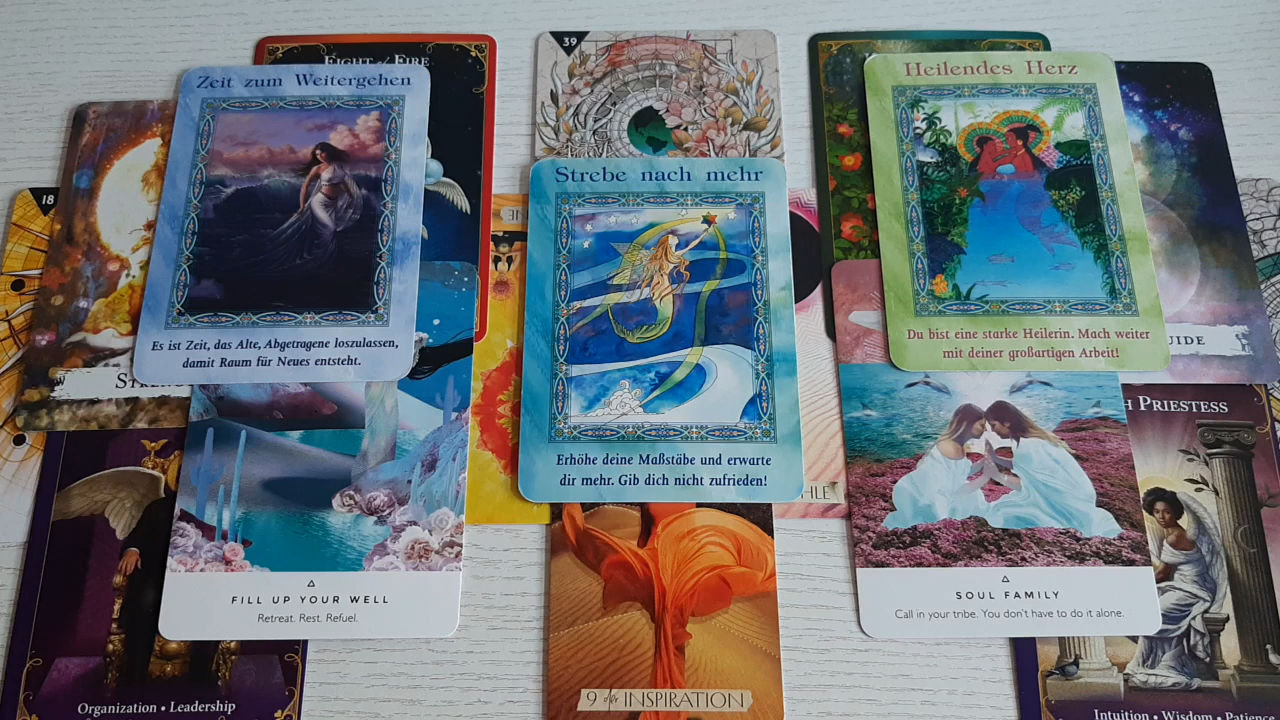 39
EIGHT of FIRE
Zeit zum Weitergehen
Heilendes Herz
Strebe nach mehr
18
Es ist Zeit, das Alte, Abgetragene loszulassen,
damit Raum für Neues entsteht.
Du bist eine starke Heilerin. Mach weiter
mit deiner großartigen Arbeit!
UIDE
H PRIESTESS
Erhöhe deine Maßstäbe und erwarte
dir mehr. Gib dich nicht zufrieden!
HLE
FILL UP YOUR WELL
Retreat. Rest. Refuel.
SOUL FAMILY
Call in your tribe. You don't have to do it alone.
9 der INSPIRATION
Organization • Leadership
Intuition • Wisdom • Patience